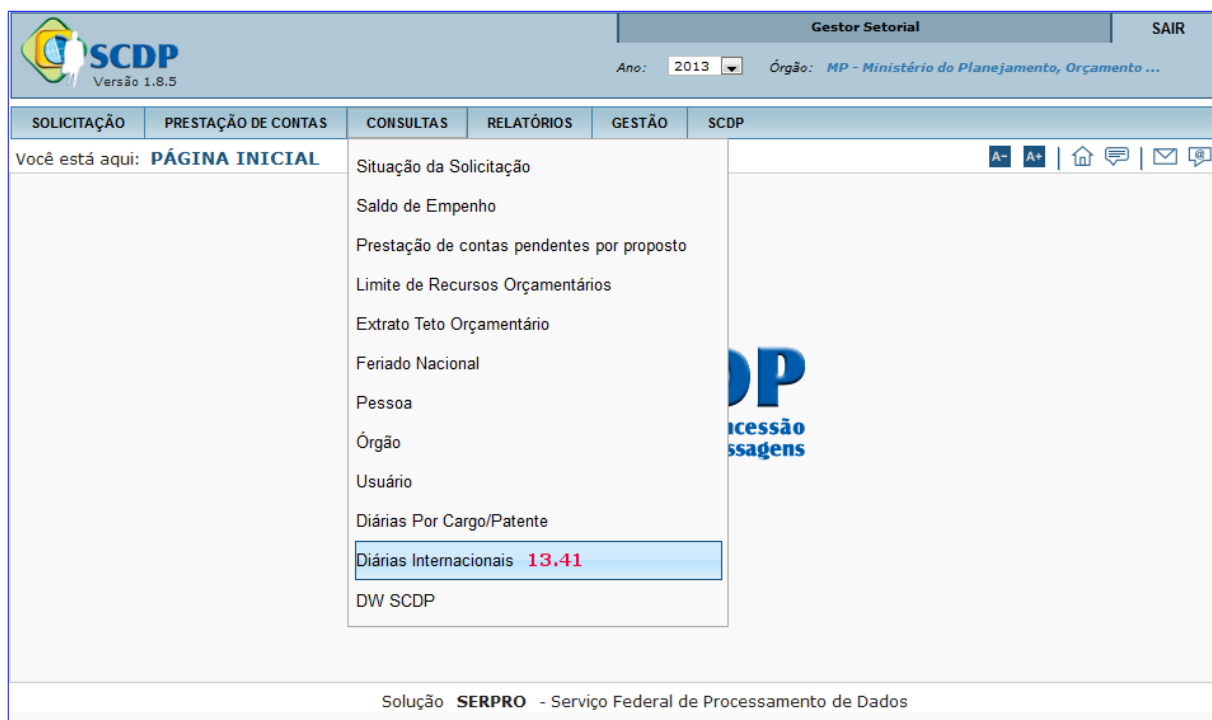 SCDP
Versão 1.8.5
Gestor Setorial
SAIR
Ano: 2013 Órgão: MP - Ministério do Planejamento, Orçamento ...
SOLICITAÇÃO PRESTAÇÃO DE CONTAS CONSULTAS RELATÓRIOS GESTÃO SCDP
Você está aqui: PÁGINA INICIAL
A- A+
Situação da Solicitação
Saldo de Empenho
Prestação de contas pendentes por proposto
Limite de Recursos Orçamentários
Extrato Teto Orçamentário
Feriado Nacional
Pessoa
Órgão
Usuário
Diárias Por Cargo/Patente
Diárias Internacionais 13.41
DW SCDP
Solução SERPRO - Serviço Federal de Processamento de Dados